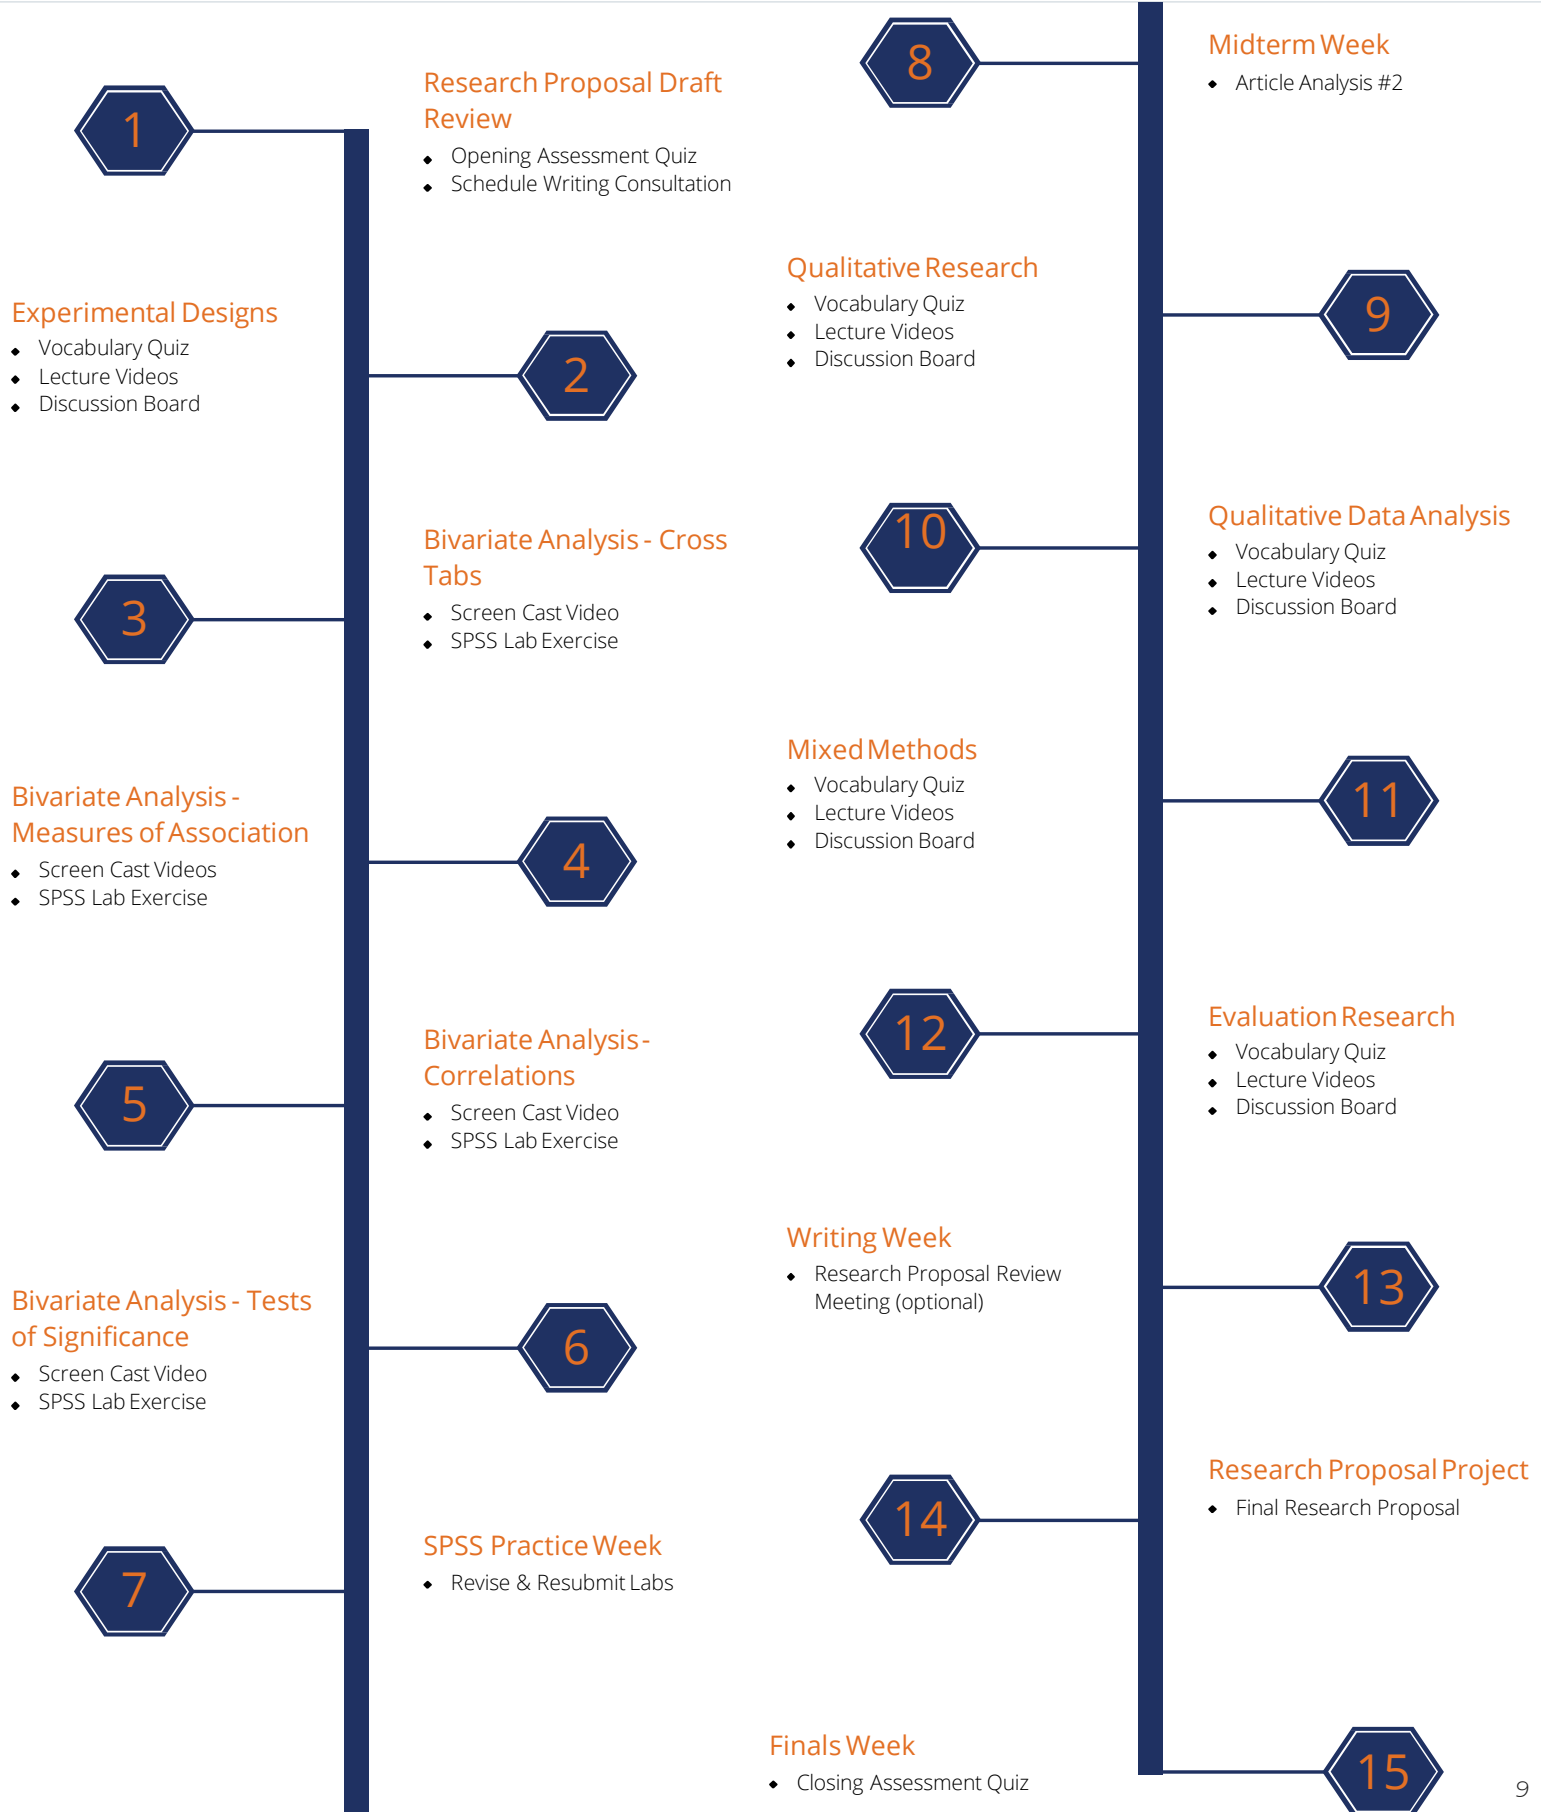 1
Research Proposal Draft
Review
Opening Assessment Quiz
Schedule Writing Consultation
Experimental Designs
Vocabulary Quiz
Lecture Videos
Discussion Board
2
3
Bivariate Analysis - Cross
Tabs
Screen Cast Video
SPSS Lab Exercise
Bivariate Analysis -
Measures of Association
Screen Cast Videos
SPSS Lab Exercise
4
5
Bivariate Analysis -
Correlations
Screen Cast Video
SPSS Lab Exercise
Bivariate Analysis - Tests
of Significance
Screen Cast Video
SPSS Lab Exercise
6
7
SPSS Practice Week
Revise & Resubmit Labs
8
Midterm Week
Article Analysis #2
Qualitative Research
Vocabulary Quiz
Lecture Videos
Discussion Board
9
10
Qualitative Data Analysis
Vocabulary Quiz
Lecture Videos
Discussion Board
Mixed Methods
Vocabulary Quiz
Lecture Videos
Discussion Board
11
12
Evaluation Research
Vocabulary Quiz
Lecture Videos
Discussion Board
Writing Week
Research Proposal Review
Meeting (optional)
13
14
Research Proposal Project
Final Research Proposal
Finals Week
Closing Assessment Quiz
15
9